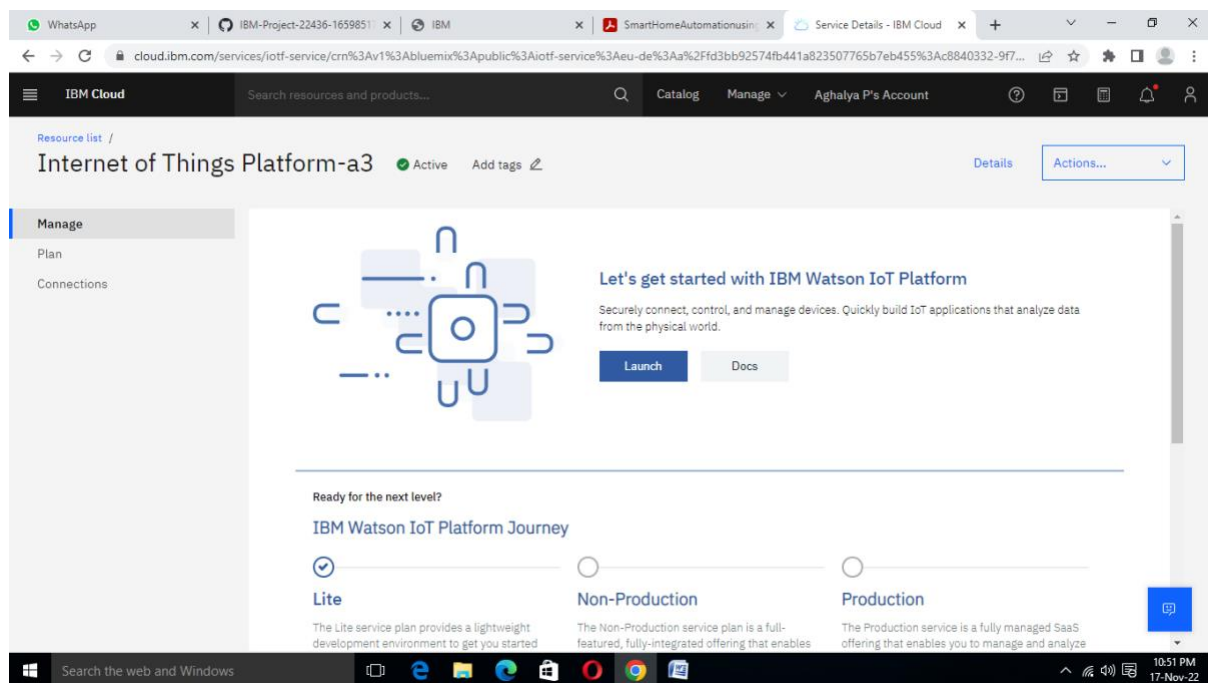 WhatsApp
IBM-Project-22436-1659851
IBM
SmartHomeAutomationusing
Service Details - IBM Cloud
cloud.ibm.com/services/iotf-service/crn%3Av1%3Abluemix%3Apublic%3Aiotf-service%3Aeu-de%3Aa%2Ffd3bb92574fb441a823507765b7eb455%3Ac8840332-9f7...
IBM Cloud
Search resources and products...
Catalog
Manage
Aghalya P's Account
Resource list /
Internet of Things Platform-a3
Active
Add tags
Details
Actions...
Manage
Plan
Connections
Let's get started with IBM Watson IoT Platform
Securely connect, control, and manage devices. Quickly build IoT applications that analyze data
from the physical world.
Launch
Docs
Ready for the next level?
IBM Watson IoT Platform Journey
Lite
Non-Production
Production
The Lite service plan provides a lightweight
development environment to get you started
The Non-Production service plan is a full-
featured, fully-integrated offering that enables
The Production service is a fully managed SaaS
offering that enables you to manage and analyze
Search the web and Windows
10:51 PM
17-Nov-22